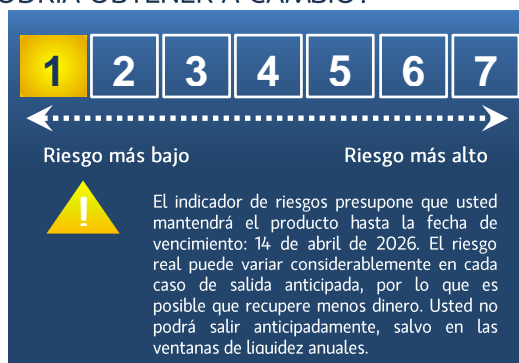 ODRÍA OBTENER A CAMBIO?
1 2 3 4 5 6 7
Riesgo más bajo Riesgo más alto
!
El indicador de riesgos presupone que usted
mantendrá el producto hasta la fecha de
vencimiento: 14 de abril de 2026. El riesgo
real puede variar considerablemente en cada
caso de salida anticipada, por lo que es
posible que recupere menos dinero. Usted no
podrá salir anticipadamente, salvo en las
ventanas de liquidez anuales.